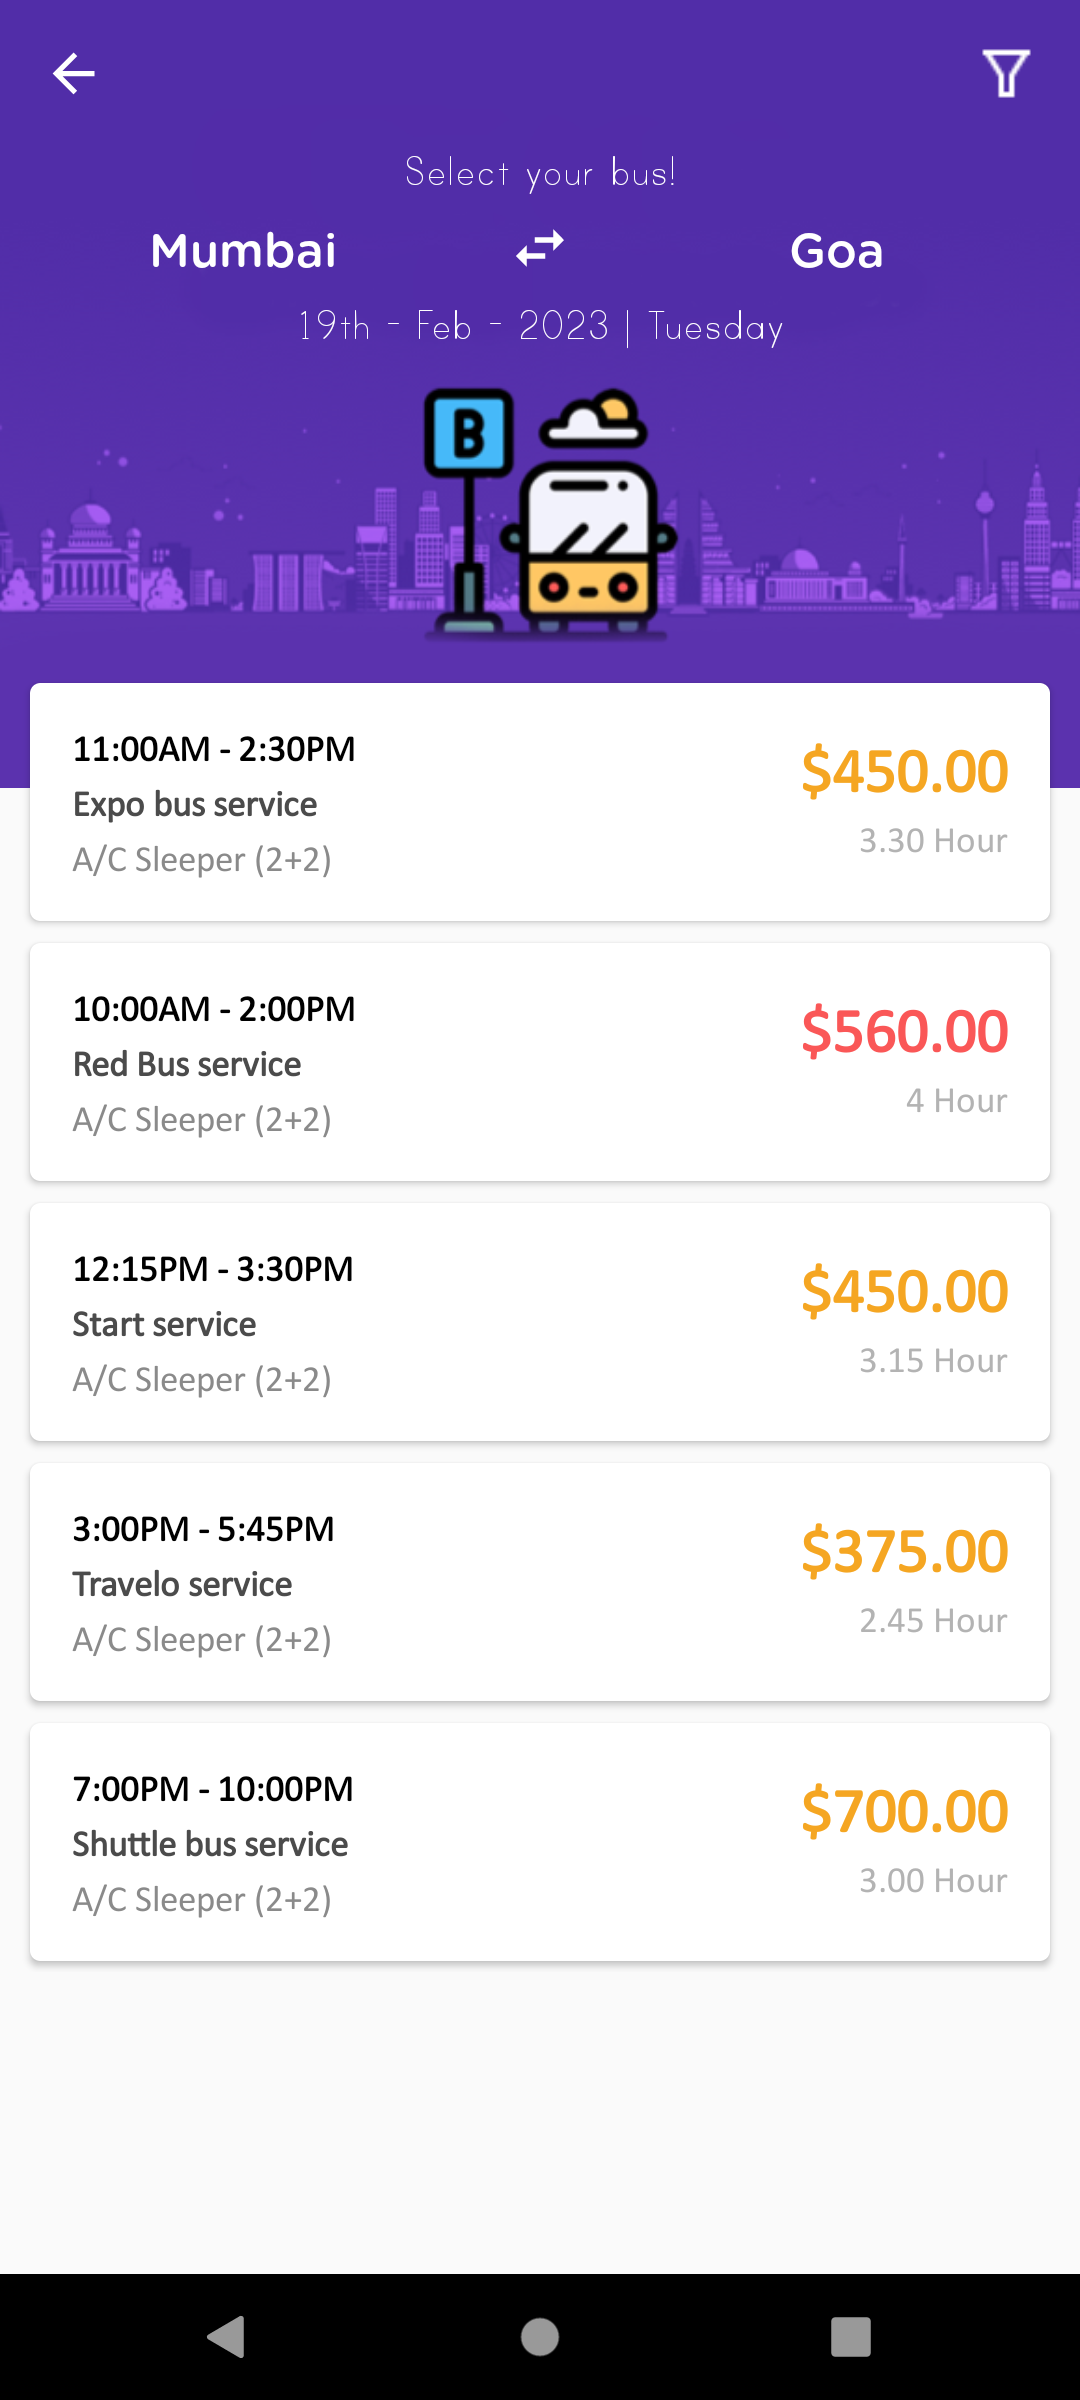 Select your bus!
Mumbai Goa
19th - Feb - 2023 | Tuesday
B
11:00AM - 2:30PM
Expo bus service
A/C Sleeper (2+2)
$450.00
3.30 Hour
10:00AM - 2:00PM
Red Bus service
A/C Sleeper (2+2)
$560.00
4 Hour
12:15PM - 3:30PM
Start service
A/C Sleeper (2+2)
$450.00
3.15 Hour
3:00PM - 5:45PM
Travelo service
A/C Sleeper (2+2)
$375.00
2.45 Hour
7:00PM - 10:00PM
Shuttle bus service
A/C Sleeper (2+2)
$700.00
3.00 Hour